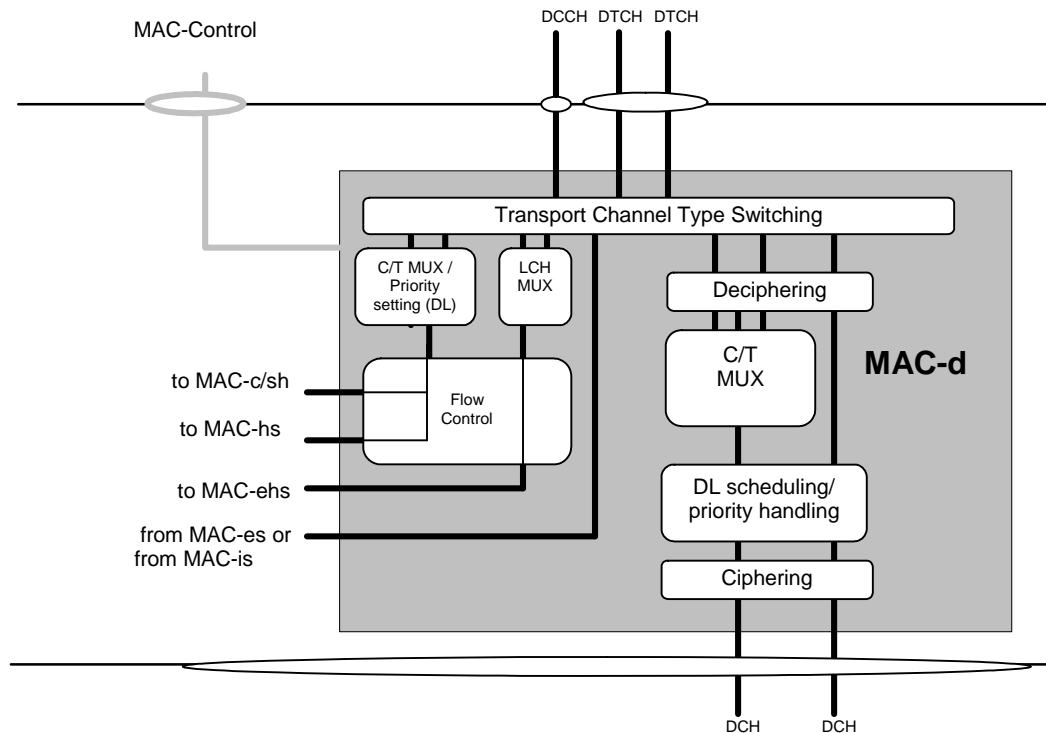 DCCH DTCH DTCH
MAC-Control
Transport Channel Type Switching
C/T MUX /
Priority
setting (DL)
LCH
MUX
Deciphering
C/T
MUX
MAC-d
to MAC-c/sh
Flow
Control
to MAC-hs
to MAC-ehs
DL scheduling/
priority handling
from MAC-es or
from MAC-is
Ciphering
DCH DCH